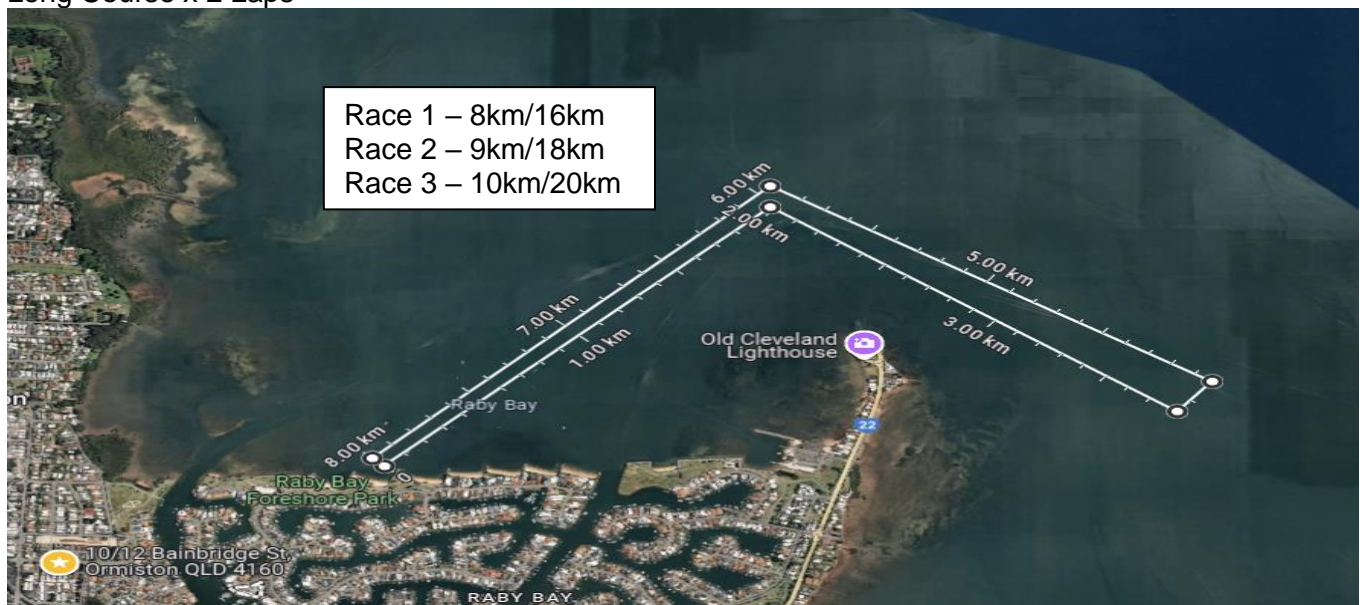 Long Course x 2 Laps
Race 1 – 8km/16km
Race 2 – 9km/18km
Race 3 – 10km/20km
6.00 km
2.00 km
5.00 km
7.00 km
3.00 km
1.00 km
Old Cleveland
Lighthouse
on
Raby Bay
22
8.00 km
0
Raby Bay
Foreshore Park
10/12 Bainbridge St,
Ormiston QLD 4160
RABY BAY